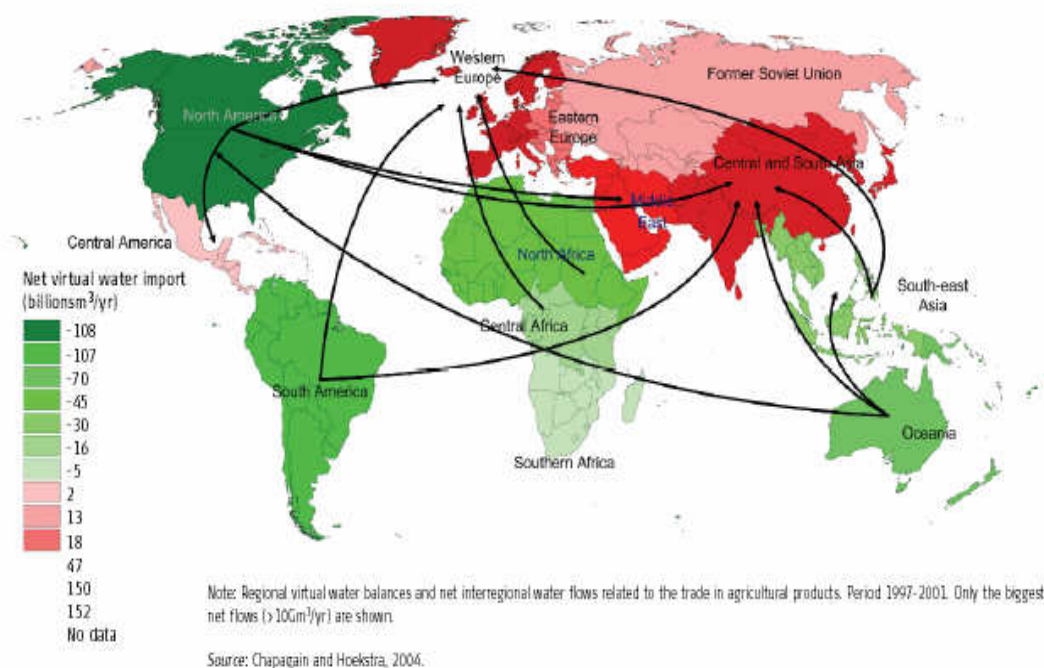 Western
Europe
Former Soviet Union
North America
Eastern
Europe
Central and South Asia
Middle
East
Central America
North Africa
South-east
Asia
Central Africa
South America
Oceania
Southern Africa
Net virtual water import
(billionsm³/yr)
-108
-107
-70
-45
-30
-16
-5
2
13
18
47
150
152
No data
Note: Regional virtual water balances and net interregional water flows related to the trade in agricultural products. Period 1997-2001. Only the biggest
net flows (>10Gm³/yr) are shown.
Source: Chapagain and Hoekstra, 2004.